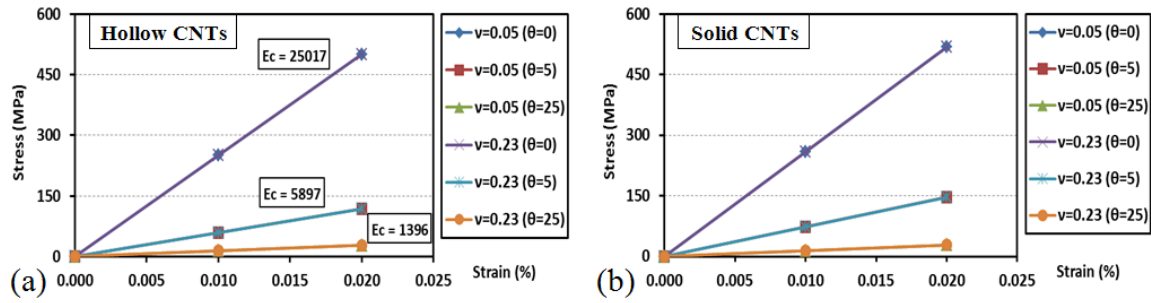 600
450
300
150
0
Stress (MPa)
Hollow CNTs
Ec = 25017
Ec = 5897
Ec = 1396
0.000 0.005 0.010 0.015 0.020 0.025
Strain (%)
(a)
v=0.05 (θ=0)
v=0.05 (θ=5)
v=0.05 (θ=25)
v=0.23 (θ=0)
v=0.23 (θ=5)
v=0.23 (θ=25)
600
450
300
150
0
Stress (MPa)
Solid CNTs
0.000 0.005 0.010 0.015 0.020 0.025
Strain (%)
(b)
v=0.05 (θ=0)
v=0.05 (θ=5)
v=0.05 (θ=25)
v=0.23 (θ=0)
v=0.23 (θ=5)
v=0.23 (θ=25)